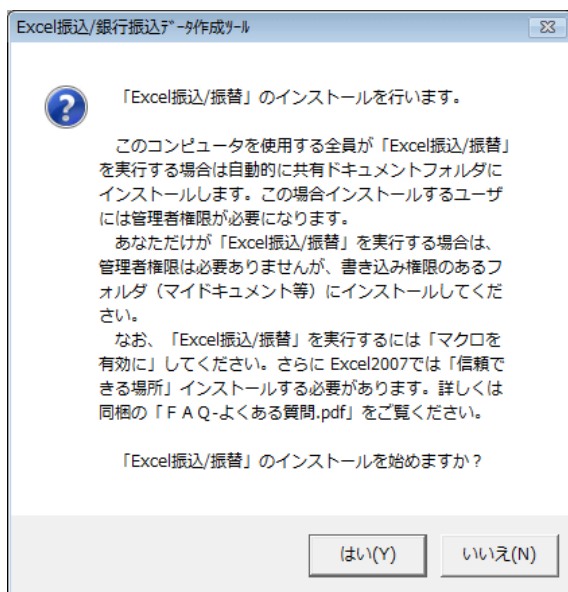 Excel振込/銀行振込ﾃﾞｰﾀ作成ﾂｰﾙ
「Excel振込/振替」のインストールを行います。
このコンピュータを使用する全員が「Excel振込/振替」
を実行する場合は自動的に共有ドキュメントフォルダに
インストールします。この場合インストールするユーザ
には管理者権限が必要になります。
あなただけが「Excel振込/振替」を実行する場合は、
管理者権限は必要ありませんが、書き込み権限のあるフ
ォルダ（マイドキュメント等）にインストールしてくだ
さい。
なお、「Excel振込/振替」を実行するには「マクロを
有効に」してください。さらに Excel2007では「信頼で
きる場所」インストールする必要があります。詳しくは
同梱の「ＦＡＱ-よくある質問.pdf」をご覧ください。
「Excel振込/振替」のインストールを始めますか？
はい(Y)
いいえ(N)